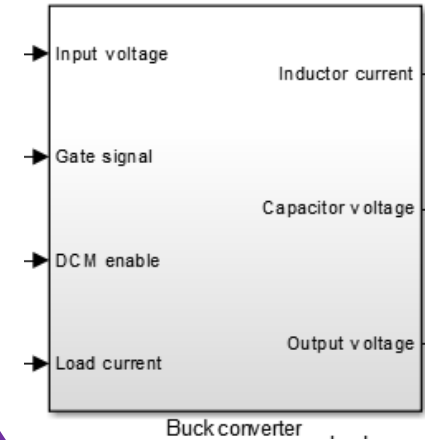 Input voltage
Inductor current
Gate signal
Capacitor voltage
DCM enable
Output voltage
Load current
Buck converter